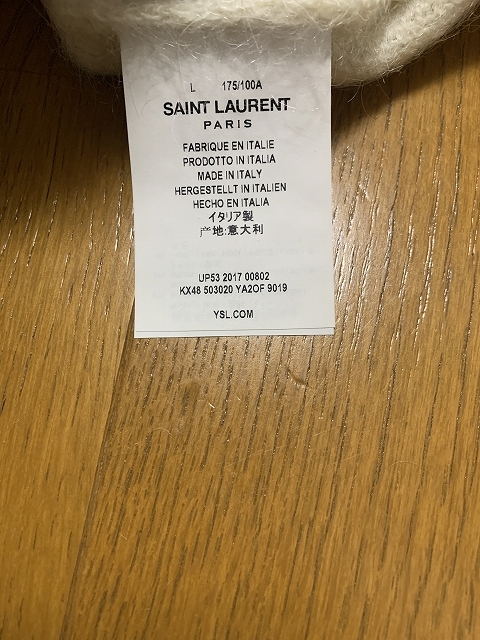 L 175/100A
SAINT LAURENT
PARIS
FABRIQUE EN ITALIE
PRODOTTO IN ITALIA
MADE IN ITALY
HERGESTELLT IN ITALIEN
HECHO EN ITALIA
イタリア製
产地:意大利
UP53 2017 00802
KX48 503020 YA2OF 9019
YSL.COM